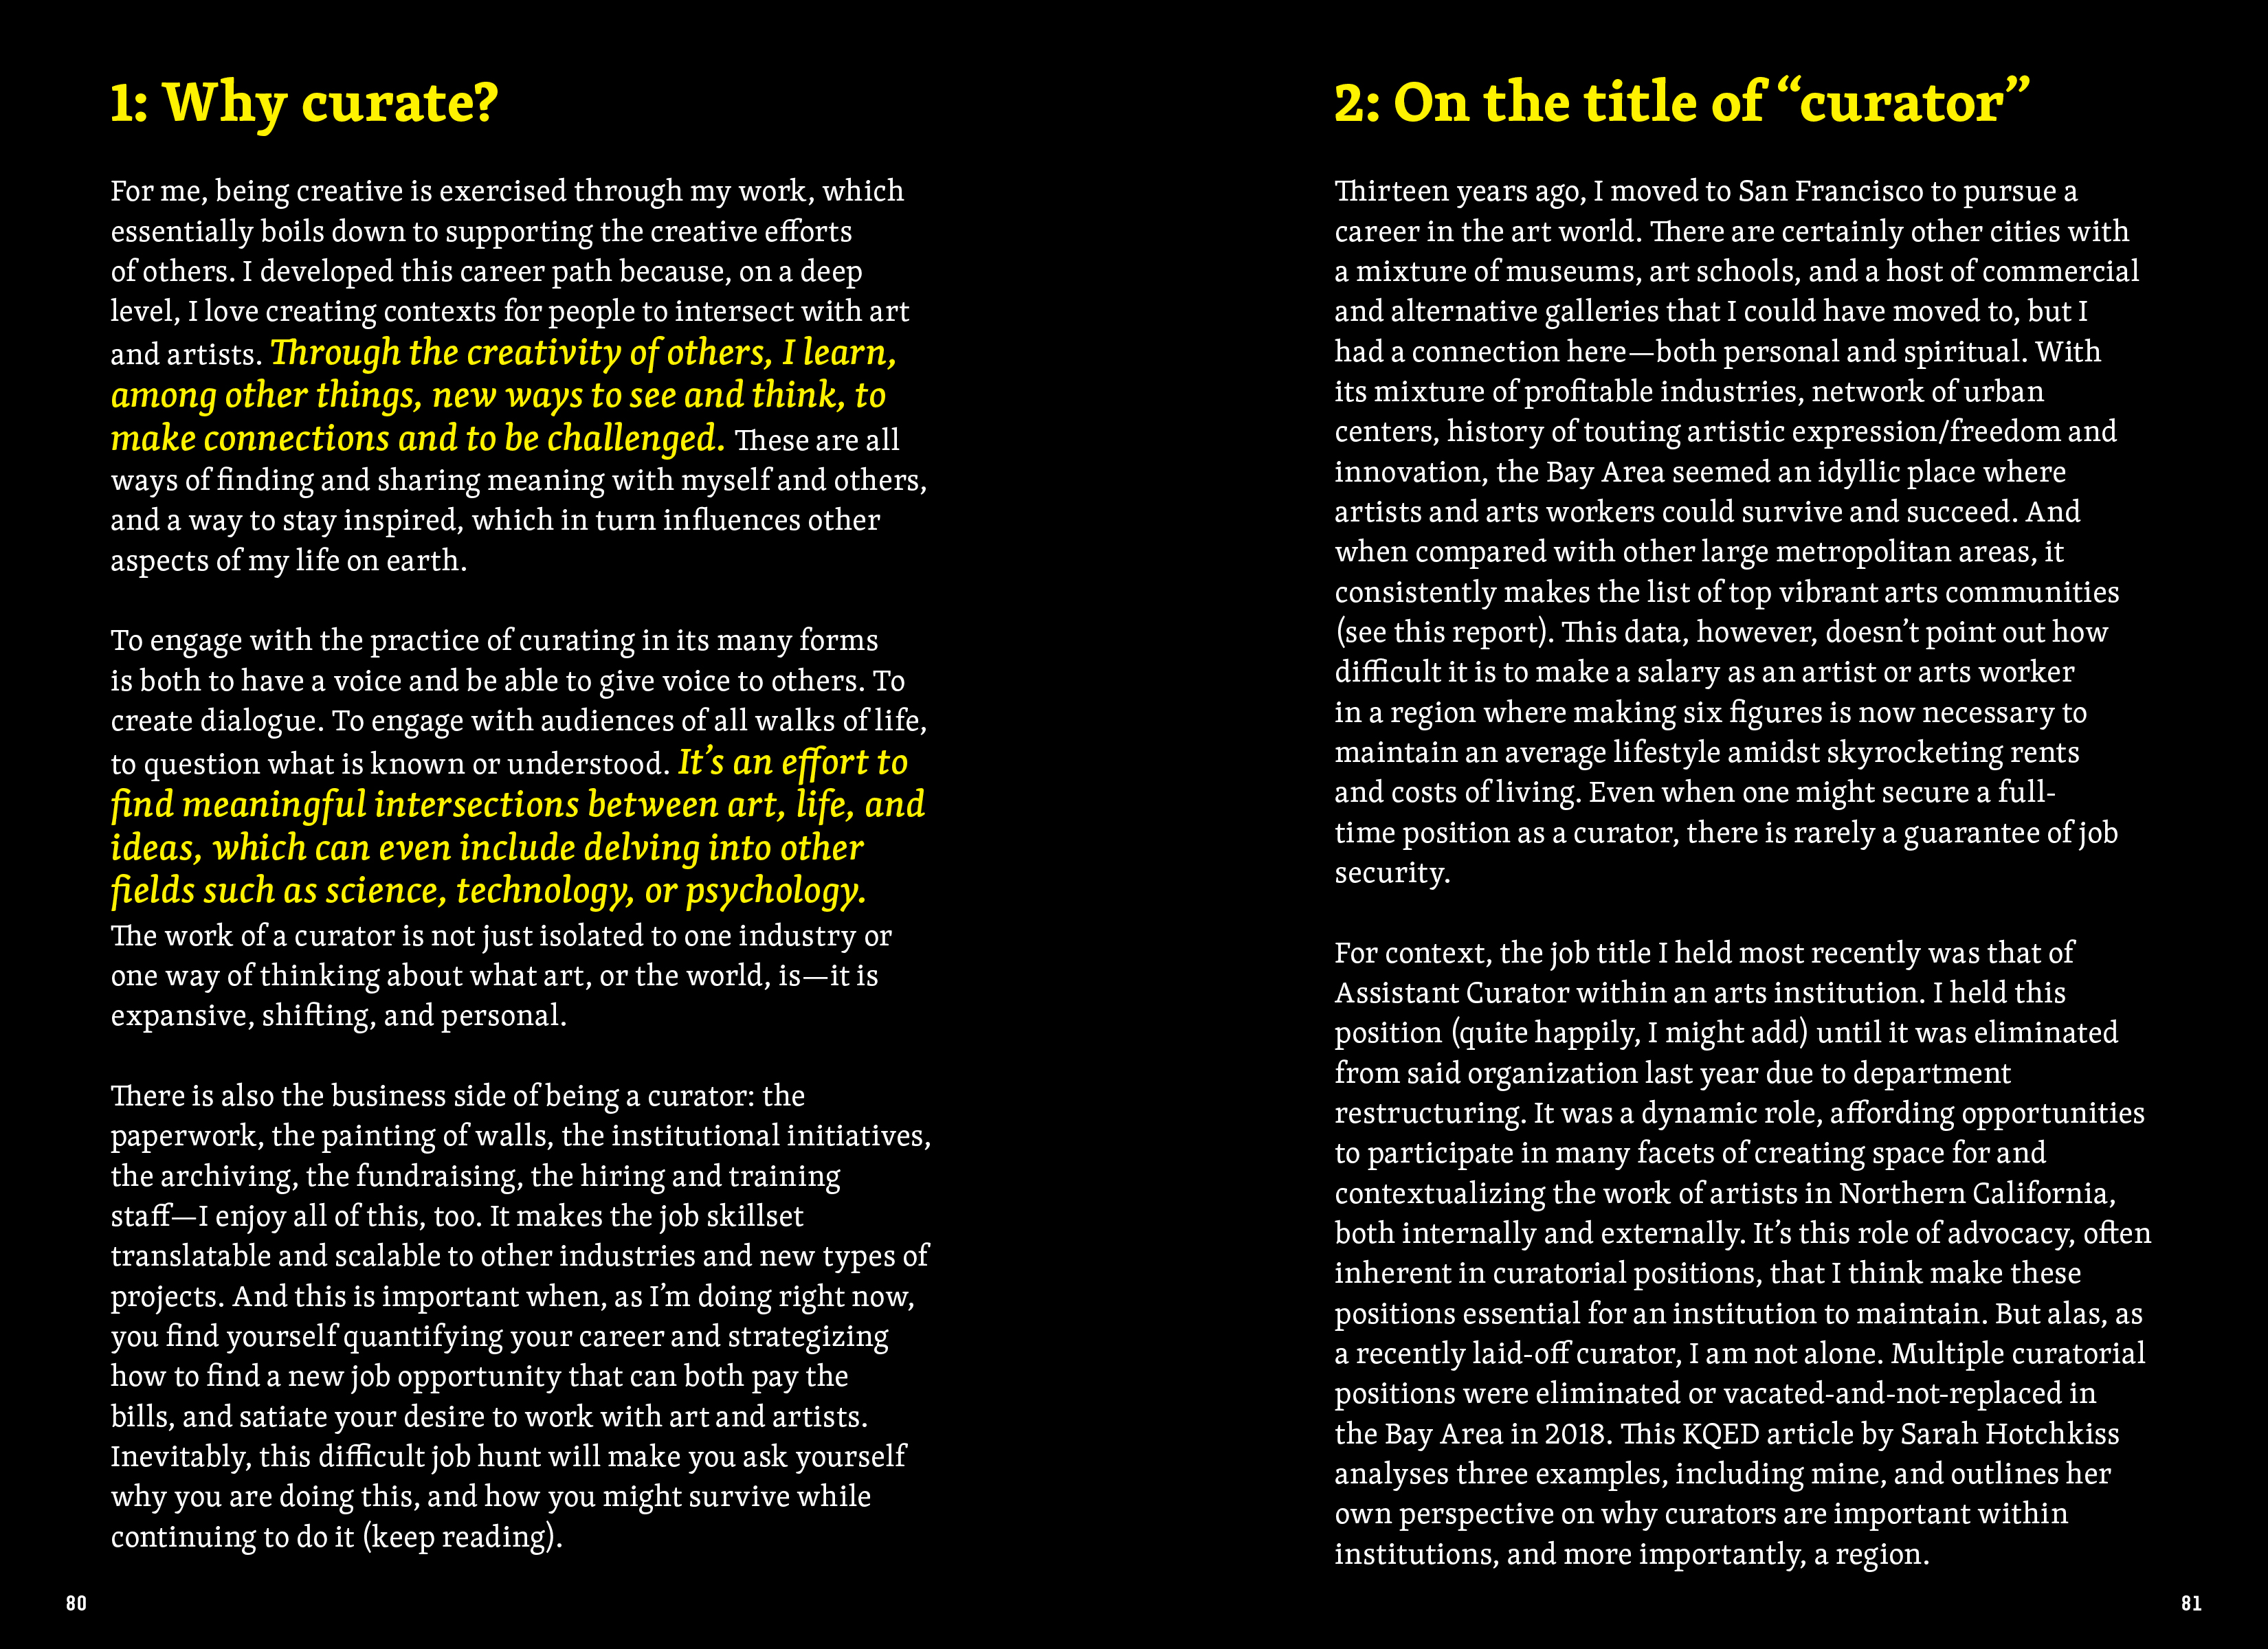 1: Why curate?
For me, being creative is exercised through my work, which
essentially boils down to supporting the creative efforts
of others. I developed this career path because, on a deep
level, I love creating contexts for people to intersect with art
and artists. Through the creativity of others, I learn,
among other things, new ways to see and think, to
make connections and to be challenged. These are all
ways of finding and sharing meaning with myself and others,
and a way to stay inspired, which in turn influences other
aspects of my life on earth.
To engage with the practice of curating in its many forms
is both to have a voice and be able to give voice to others. To
create dialogue. To engage with audiences of all walks of life,
to question what is known or understood. It’s an effort to
find meaningful intersections between art, life, and
ideas, which can even include delving into other
fields such as science, technology, or psychology.
The work of a curator is not just isolated to one industry or
one way of thinking about what art, or the world, is—it is
expansive, shifting, and personal.
There is also the business side of being a curator: the
paperwork, the painting of walls, the institutional initiatives,
the archiving, the fundraising, the hiring and training
staff—I enjoy all of this, too. It makes the job skillset
translatable and scalable to other industries and new types of
projects. And this is important when, as I’m doing right now,
you find yourself quantifying your career and strategizing
how to find a new job opportunity that can both pay the
bills, and satiate your desire to work with art and artists.
Inevitably, this difficult job hunt will make you ask yourself
why you are doing this, and how you might survive while
continuing to do it (keep reading).
80
2: On the title of “curator”
Thirteen years ago, I moved to San Francisco to pursue a
career in the art world. There are certainly other cities with
a mixture of museums, art schools, and a host of commercial
and alternative galleries that I could have moved to, but I
had a connection here—both personal and spiritual. With
its mixture of profitable industries, network of urban
centers, history of touting artistic expression/freedom and
innovation, the Bay Area seemed an idyllic place where
artists and arts workers could survive and succeed. And
when compared with other large metropolitan areas, it
consistently makes the list of top vibrant arts communities
(see this report). This data, however, doesn’t point out how
difficult it is to make a salary as an artist or arts worker
in a region where making six figures is now necessary to
maintain an average lifestyle amidst skyrocketing rents
and costs of living. Even when one might secure a full-
time position as a curator, there is rarely a guarantee of job
security.
For context, the job title I held most recently was that of
Assistant Curator within an arts institution. I held this
position (quite happily, I might add) until it was eliminated
from said organization last year due to department
restructuring. It was a dynamic role, affording opportunities
to participate in many facets of creating space for and
contextualizing the work of artists in Northern California,
both internally and externally. It’s this role of advocacy, often
inherent in curatorial positions, that I think make these
positions essential for an institution to maintain. But alas, as
a recently laid-off curator, I am not alone. Multiple curatorial
positions were eliminated or vacated-and-not-replaced in
the Bay Area in 2018. This KQED article by Sarah Hotchkiss
analyses three examples, including mine, and outlines her
own perspective on why curators are important within
institutions, and more importantly, a region.
81